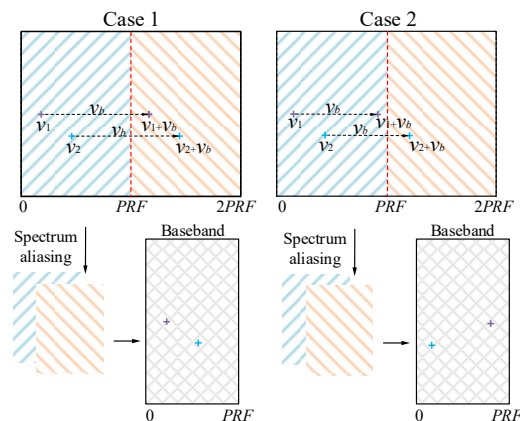 Case 1
Case 2
v_b
v_1
v_1+v_b
v_b
v_2
v_2+v_b
v_b
v_1
v_1+v_b
v_b
v_2
v_2+v_b
0
PRF
2PRF
0
PRF
2PRF
Spectrum
aliasing
Baseband
Spectrum
aliasing
Baseband
0
PRF
0
PRF